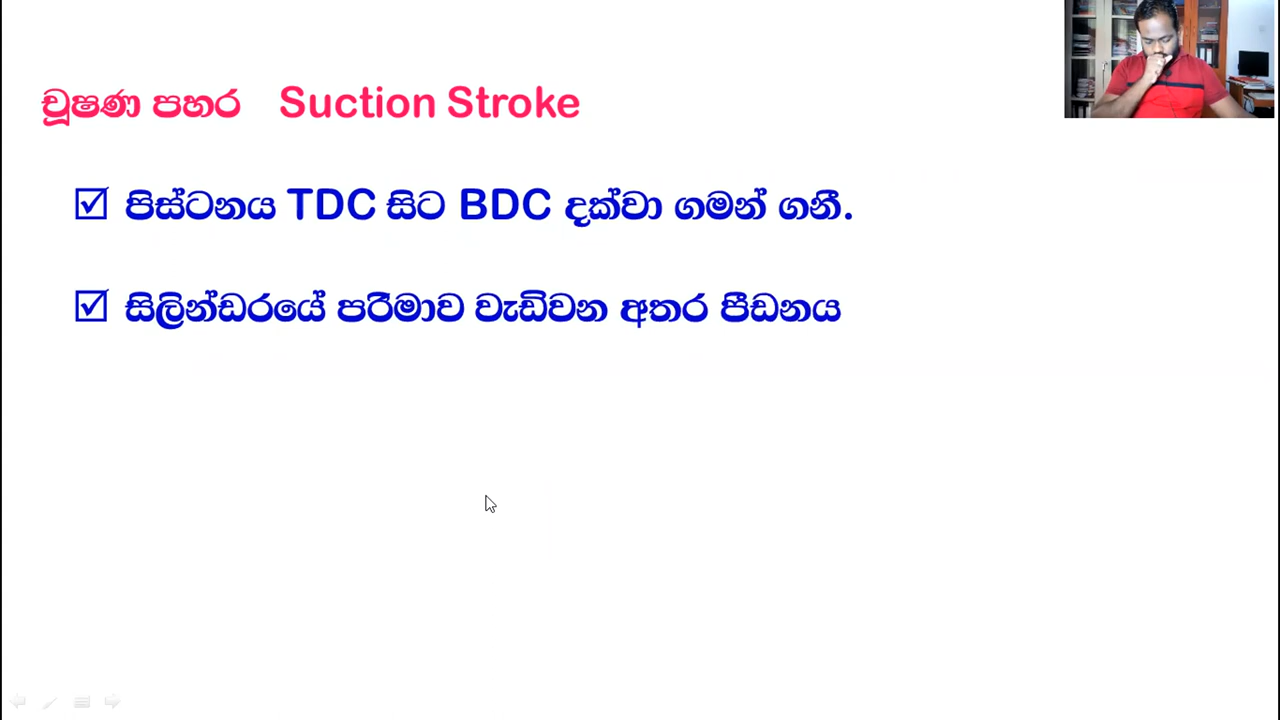 චූෂණ පහර Suction Stroke
පිස්ටනය TDC සිට BDC දක්වා ගමන් ගනී.
සිලින්ඩරයේ පරිමාව වැඩිවන අතර පීඩනය